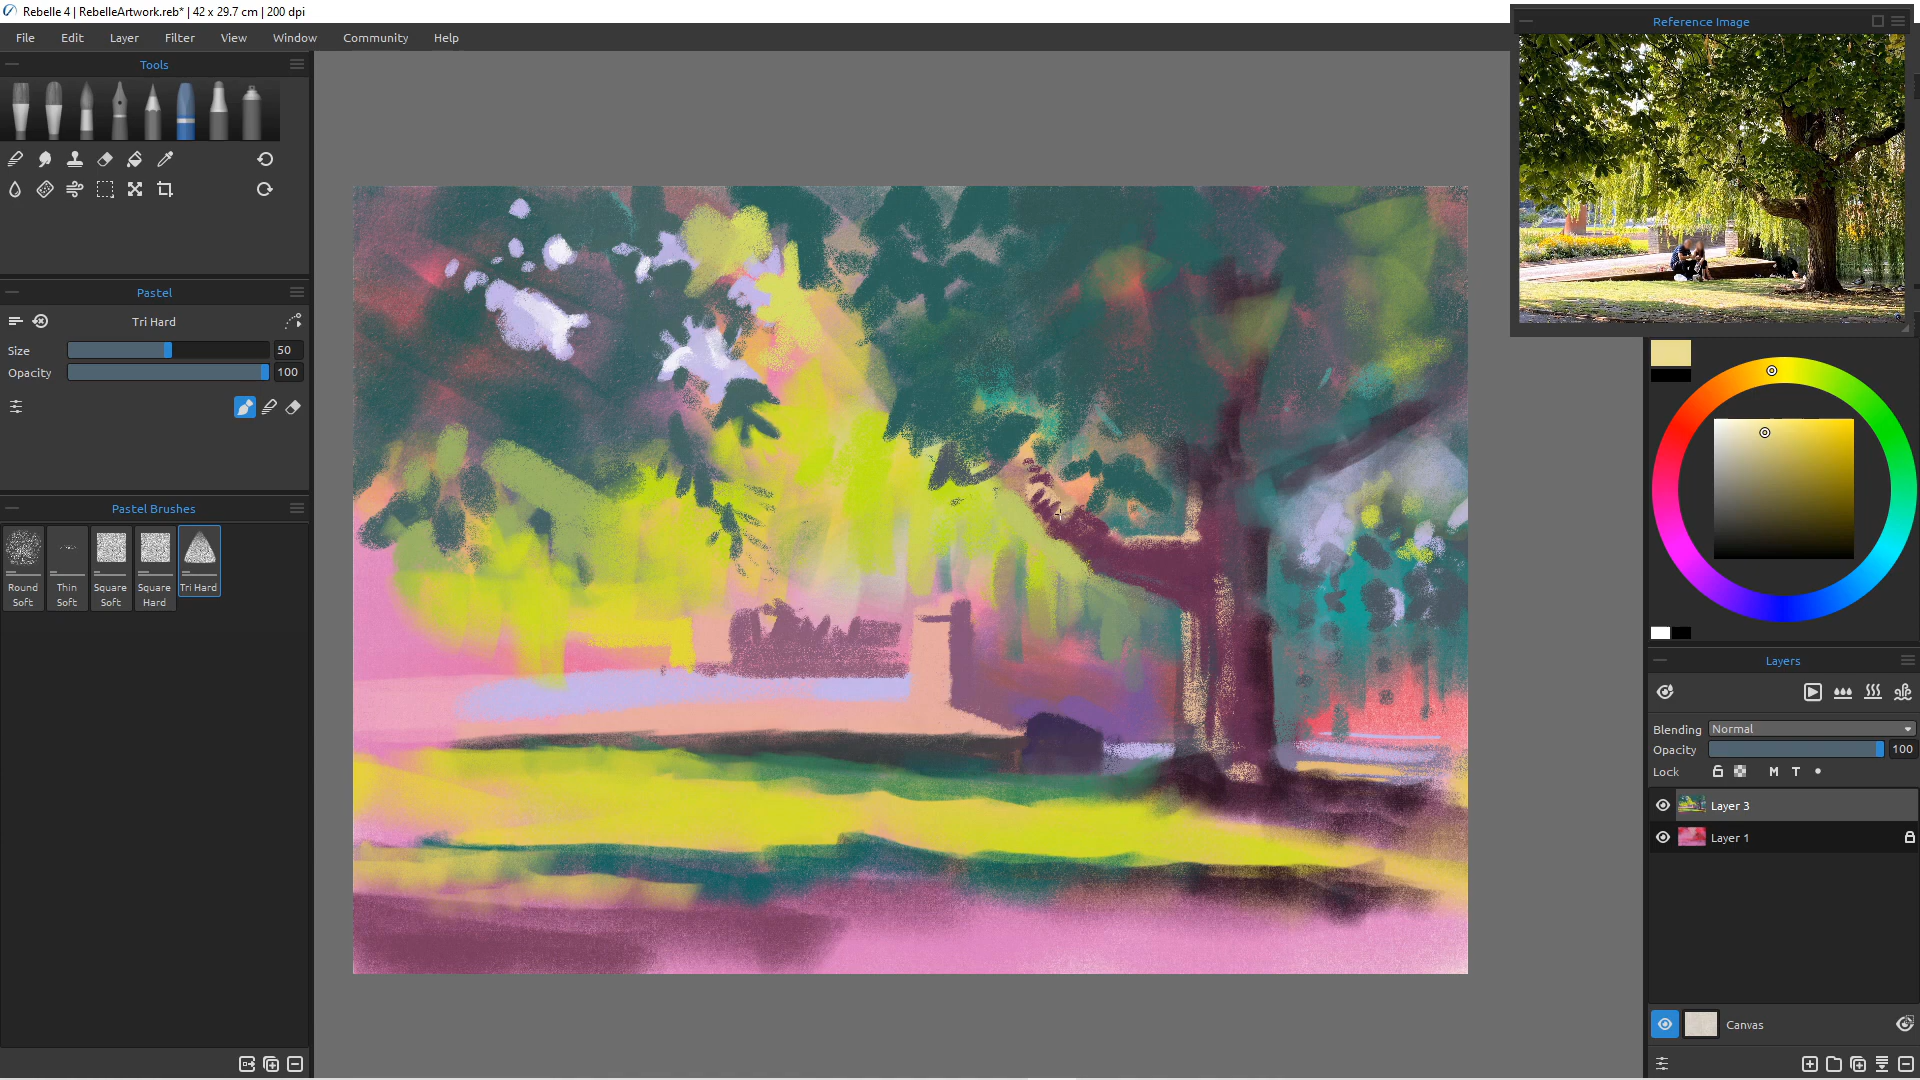 Rebelle 4 | RebelleArtwork.reb* | 42 x 29.7 cm | 200 dpi
File Edit Layer Filter View Window Community Help
Reference Image
Tools
Pastel
Tri Hard
Size 50
Opacity 100
Pastel Brushes
Round Soft
Thin Soft
Square Soft
Square Hard
Tri Hard
Layers
Blending Normal
Opacity 100
Lock M T
Layer 3
Layer 1
Canvas